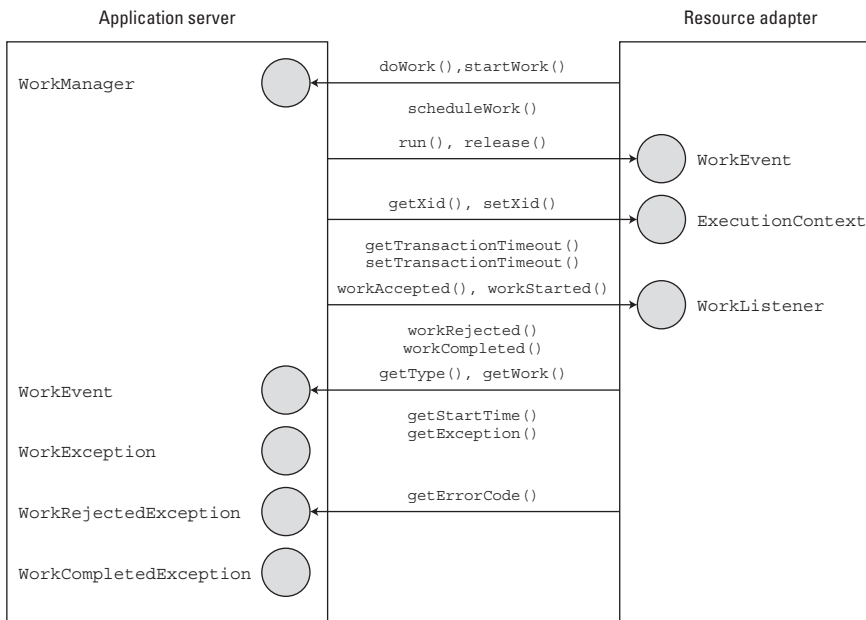 Application server
Resource adapter
doWork(),startWork()
WorkManager
scheduleWork()
run(), release()
WorkEvent
getXid(), setXid()
ExecutionContext
getTransactionTimeout()
setTransactionTimeout()
workAccepted(), workStarted()
WorkListener
workRejected()
workCompleted()
getType(), getWork()
WorkEvent
getStartTime()
getException()
WorkException
getErrorCode()
WorkRejectedException
WorkCompletedException